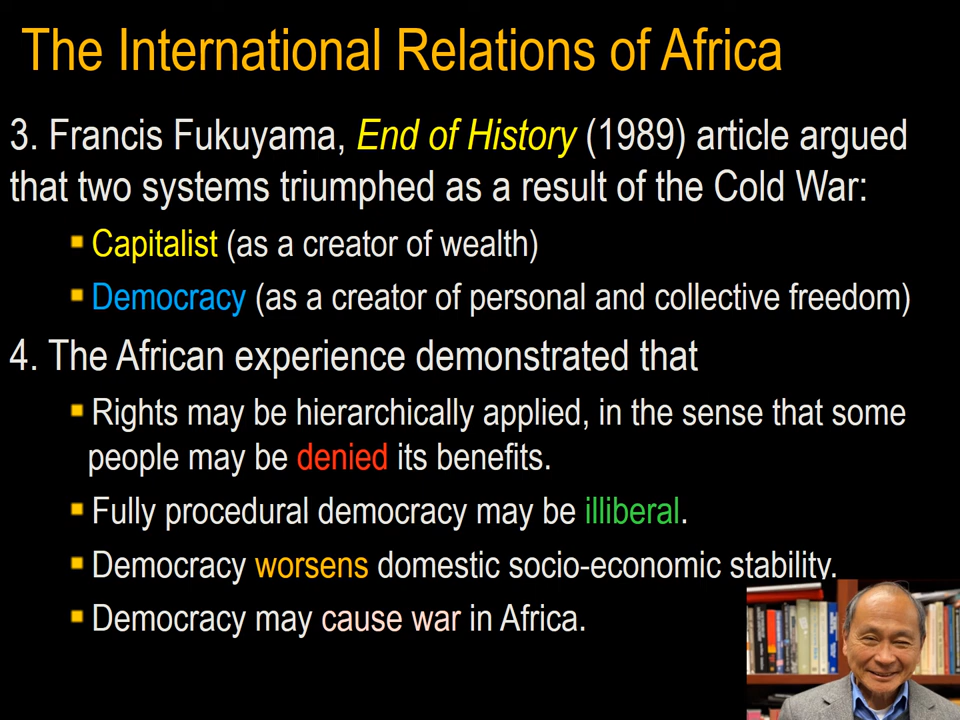 The International Relations of Africa
3. Francis Fukuyama, End of History (1989) article argued
that two systems triumphed as a result of the Cold War:
Capitalist (as a creator of wealth)
Democracy (as a creator of personal and collective freedom)
4. The African experience demonstrated that
Rights may be hierarchically applied, in the sense that some
people may be denied its benefits.
Fully procedural democracy may be illiberal.
Democracy worsens domestic socio-economic stability.
Democracy may cause war in Africa.